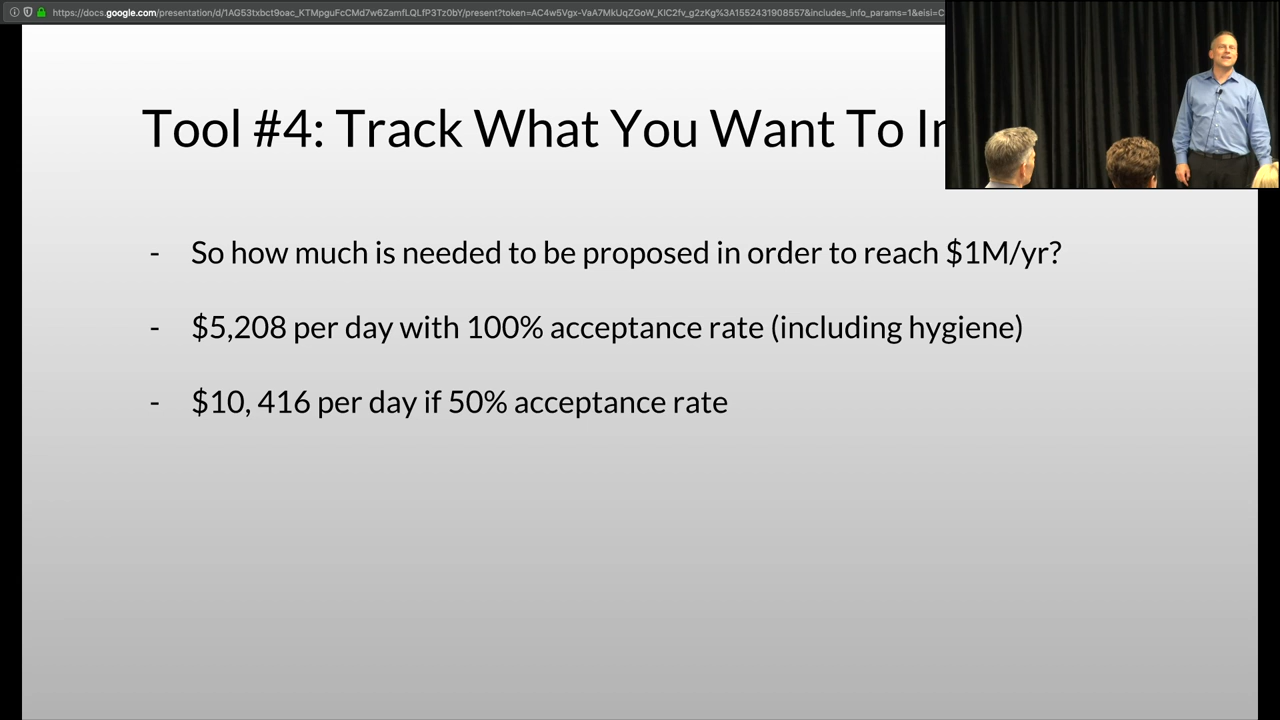 Tool #4: Track What You Want To
- So how much is needed to be proposed in order to reach $1M/yr?
- $5,208 per day with 100% acceptance rate (including hygiene)
- $10, 416 per day if 50% acceptance rate